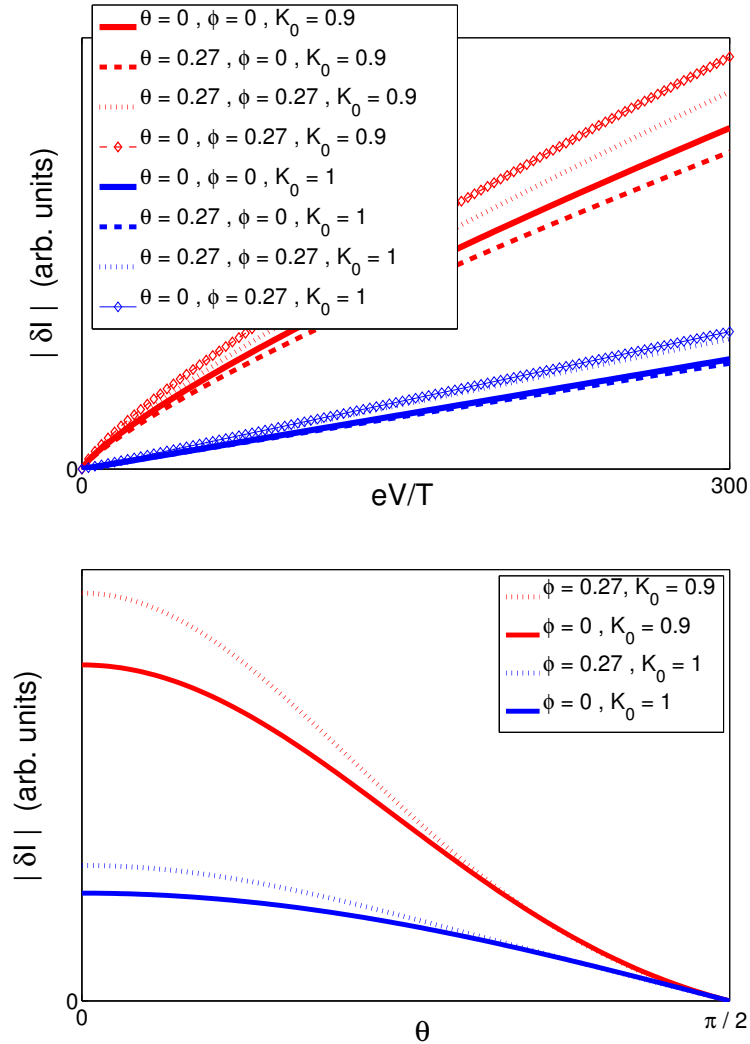 θ = 0 , ϕ = 0 , K₀ = 0.9
θ = 0.27 , ϕ = 0 , K₀ = 0.9
θ = 0.27 , ϕ = 0.27 , K₀ = 0.9
θ = 0 , ϕ = 0.27 , K₀ = 0.9
θ = 0 , ϕ = 0 , K₀ = 1
θ = 0.27 , ϕ = 0 , K₀ = 1
θ = 0.27 , ϕ = 0.27 , K₀ = 1
θ = 0 , ϕ = 0.27 , K₀ = 1
| δI | (arb. units)
0
0
eV/T
300
ϕ = 0.27, K₀ = 0.9
ϕ = 0 , K₀ = 0.9
ϕ = 0.27 , K₀ = 1
ϕ = 0 , K₀ = 1
| δI | (arb. units)
0
0
θ
π / 2